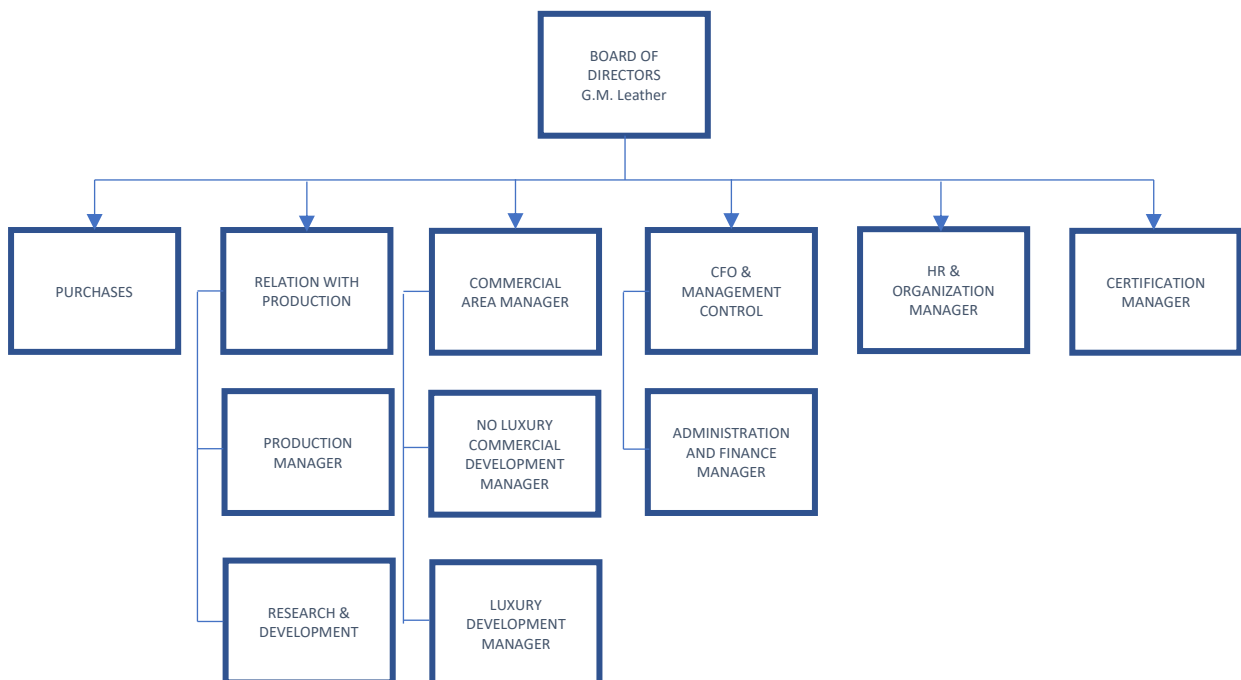 BOARD OF
DIRECTORS
G.M. Leather
PURCHASES
RELATION WITH
PRODUCTION
COMMERCIAL
AREA MANAGER
CFO &
MANAGEMENT
CONTROL
HR &
ORGANIZATION
MANAGER
CERTIFICATION
MANAGER
PRODUCTION
MANAGER
NO LUXURY
COMMERCIAL
DEVELOPMENT
MANAGER
ADMINISTRATION
AND FINANCE
MANAGER
RESEARCH &
DEVELOPMENT
LUXURY
DEVELOPMENT
MANAGER